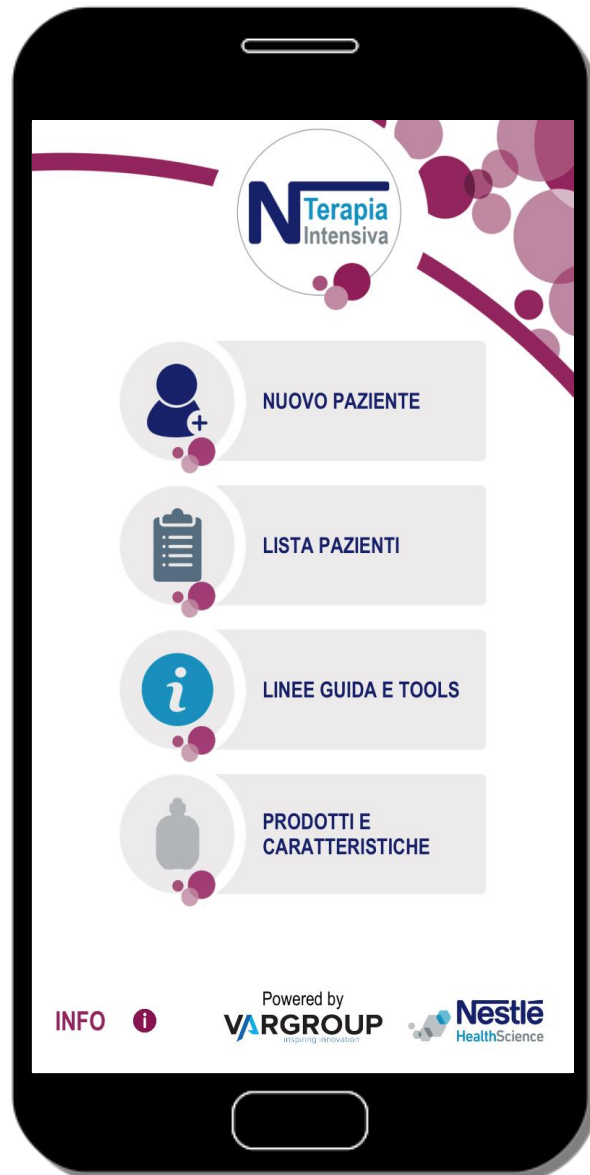 N Terapia
Intensiva
NUOVO PAZIENTE
LISTA PAZIENTI
i
LINEE GUIDA E TOOLS
PRODOTTI E
CARATTERISTICHE
INFO i
Powered by
VARGROUP
inspiring innovation
Nestlé
HealthScience